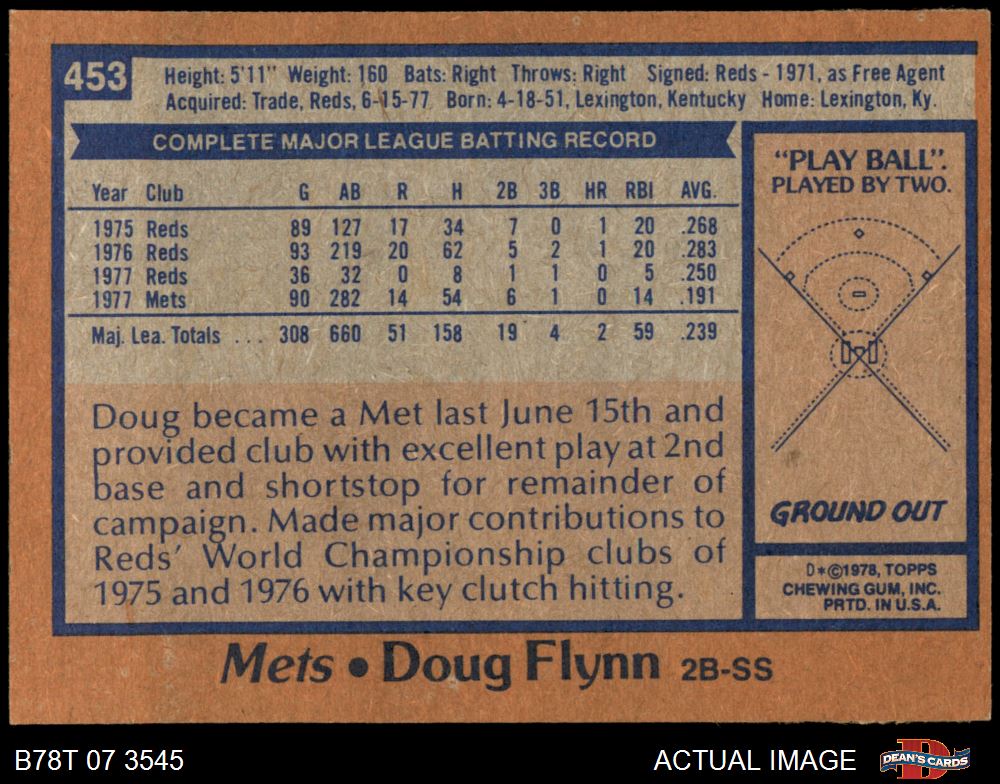 453
Height: 5'11" Weight: 160 Bats: Right Throws: Right Signed: Reds - 1971, as Free Agent
Acquired: Trade, Reds, 6-15-77 Born: 4-18-51, Lexington, Kentucky Home: Lexington, Ky.
COMPLETE MAJOR LEAGUE BATTING RECORD
Year Club G AB R H 2B 3B HR RBI AVG.
1975 Reds 89 127 17 34 7 0 1 20 .268
1976 Reds 93 219 20 62 5 2 1 20 .283
1977 Reds 36 32 0 8 1 1 0 5 .250
1977 Mets 90 282 14 54 6 1 0 14 .191
Maj. Lea. Totals ... 308 660 51 158 19 4 2 59 .239
Doug became a Met last June 15th and
provided club with excellent play at 2nd
base and shortstop for remainder of
campaign. Made major contributions to
Reds' World Championship clubs of
1975 and 1976 with key clutch hitting.
"PLAY BALL".
PLAYED BY TWO.
GROUND OUT
D*©1978, TOPPS
CHEWING GUM, INC.
PRTD. IN U.S.A.
Mets • Doug Flynn 2B-SS
B78T 07 3545
ACTUAL IMAGE
DEAN'S CARDS